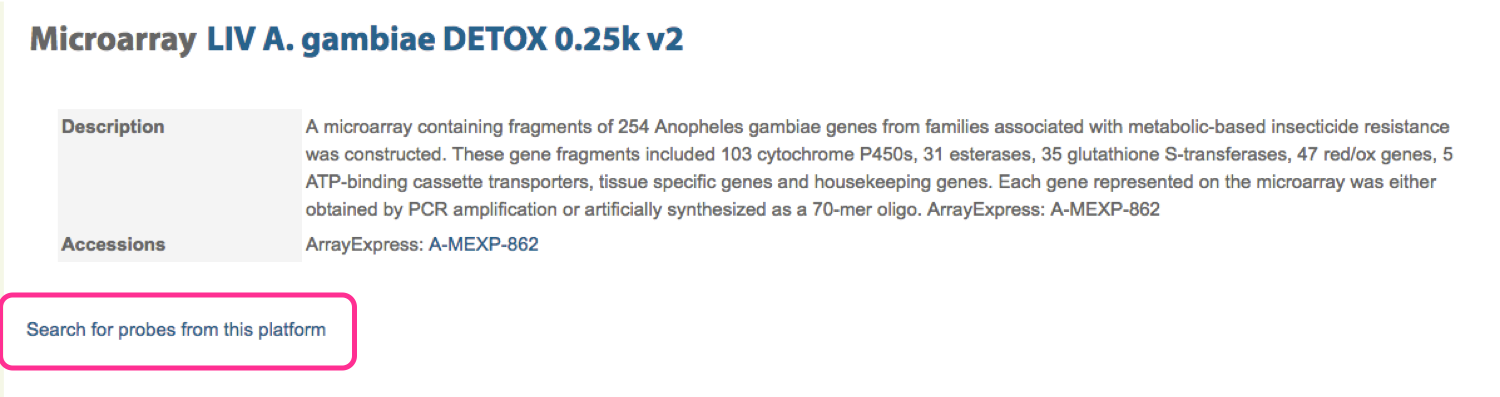 Microarray LIV A. gambiae DETOX 0.25k v2
Description
A microarray containing fragments of 254 Anopheles gambiae genes from families associated with metabolic-based insecticide resistance
was constructed. These gene fragments included 103 cytochrome P450s, 31 esterases, 35 glutathione S-transferases, 47 red/ox genes, 5
ATP-binding cassette transporters, tissue specific genes and housekeeping genes. Each gene represented on the microarray was either
obtained by PCR amplification or artificially synthesized as a 70-mer oligo. ArrayExpress: A-MEXP-862
Accessions
ArrayExpress: A-MEXP-862
Search for probes from this platform